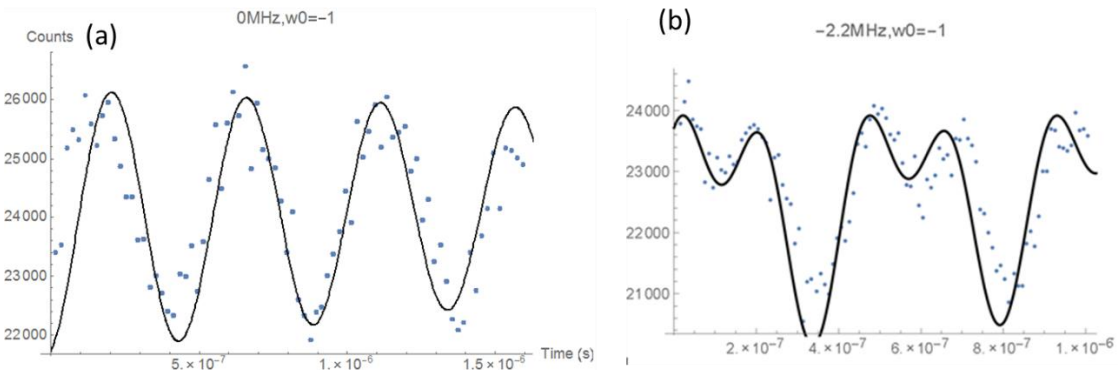 (a)
0MHz,w0=−1
Counts
26000
25000
24000
23000
22000
5.×10⁻⁷
1.×10⁻⁶
1.5×10⁻⁶
Time (s)
(b)
−2.2MHz,w0=−1
24000
23000
22000
21000
2.×10⁻⁷
4.×10⁻⁷
6.×10⁻⁷
8.×10⁻⁷
1.×10⁻⁶